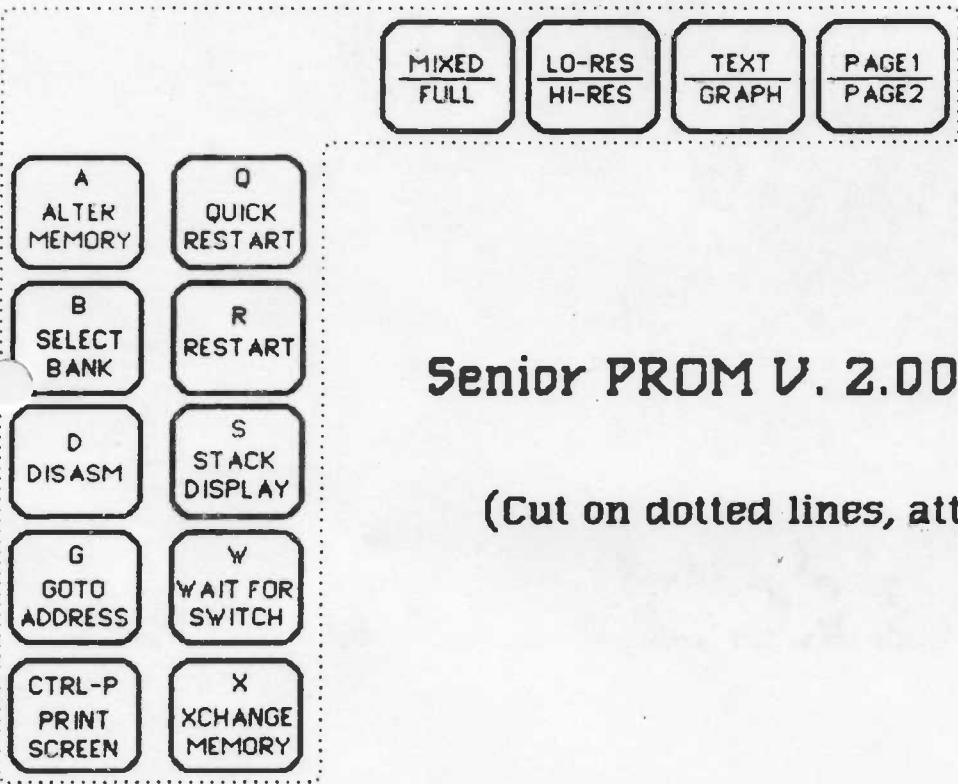 MIXED
FULL
LO-RES
HI-RES
TEXT
GRAPH
PAGE1
PAGE2
A
ALTER
MEMORY
Q
QUICK
RESTART
B
SELECT
BANK
R
RESTART
D
DISASM
S
STACK
DISPLAY
G
GOTO
ADDRESS
W
WAIT FOR
SWITCH
CTRL-P
PRINT
SCREEN
X
XCHANGE
MEMORY
Senior PROM V. 2.00
(Cut on dotted lines, att